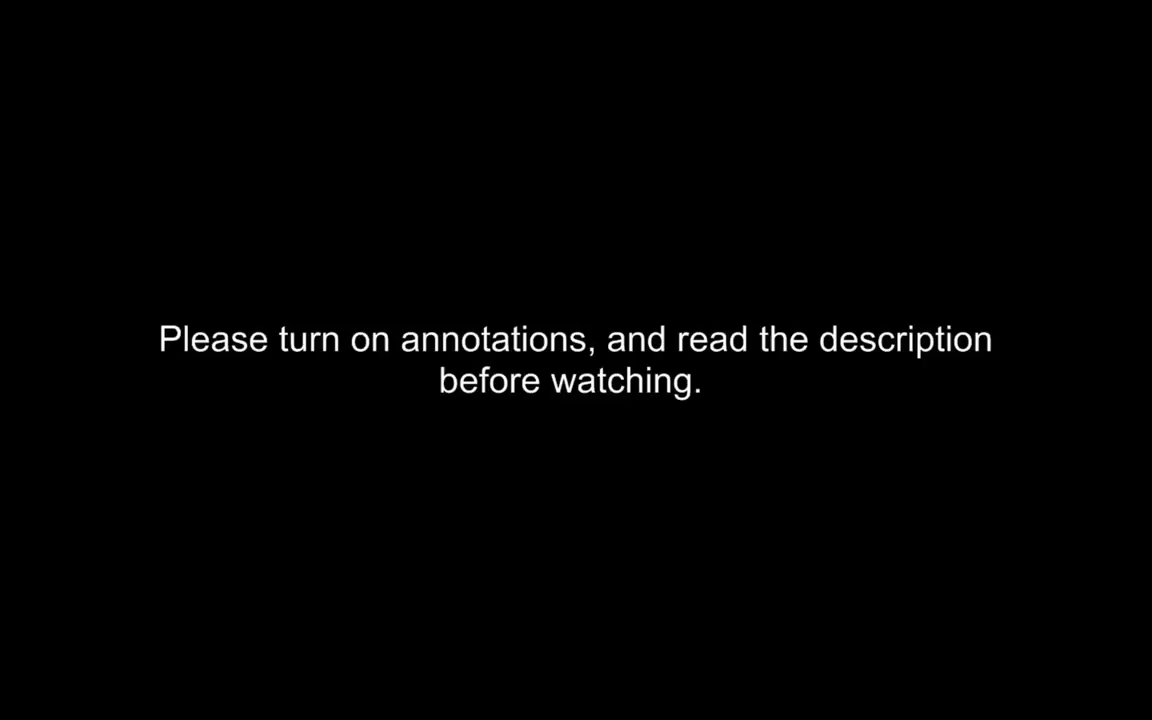 Please turn on annotations, and read the description
before watching.